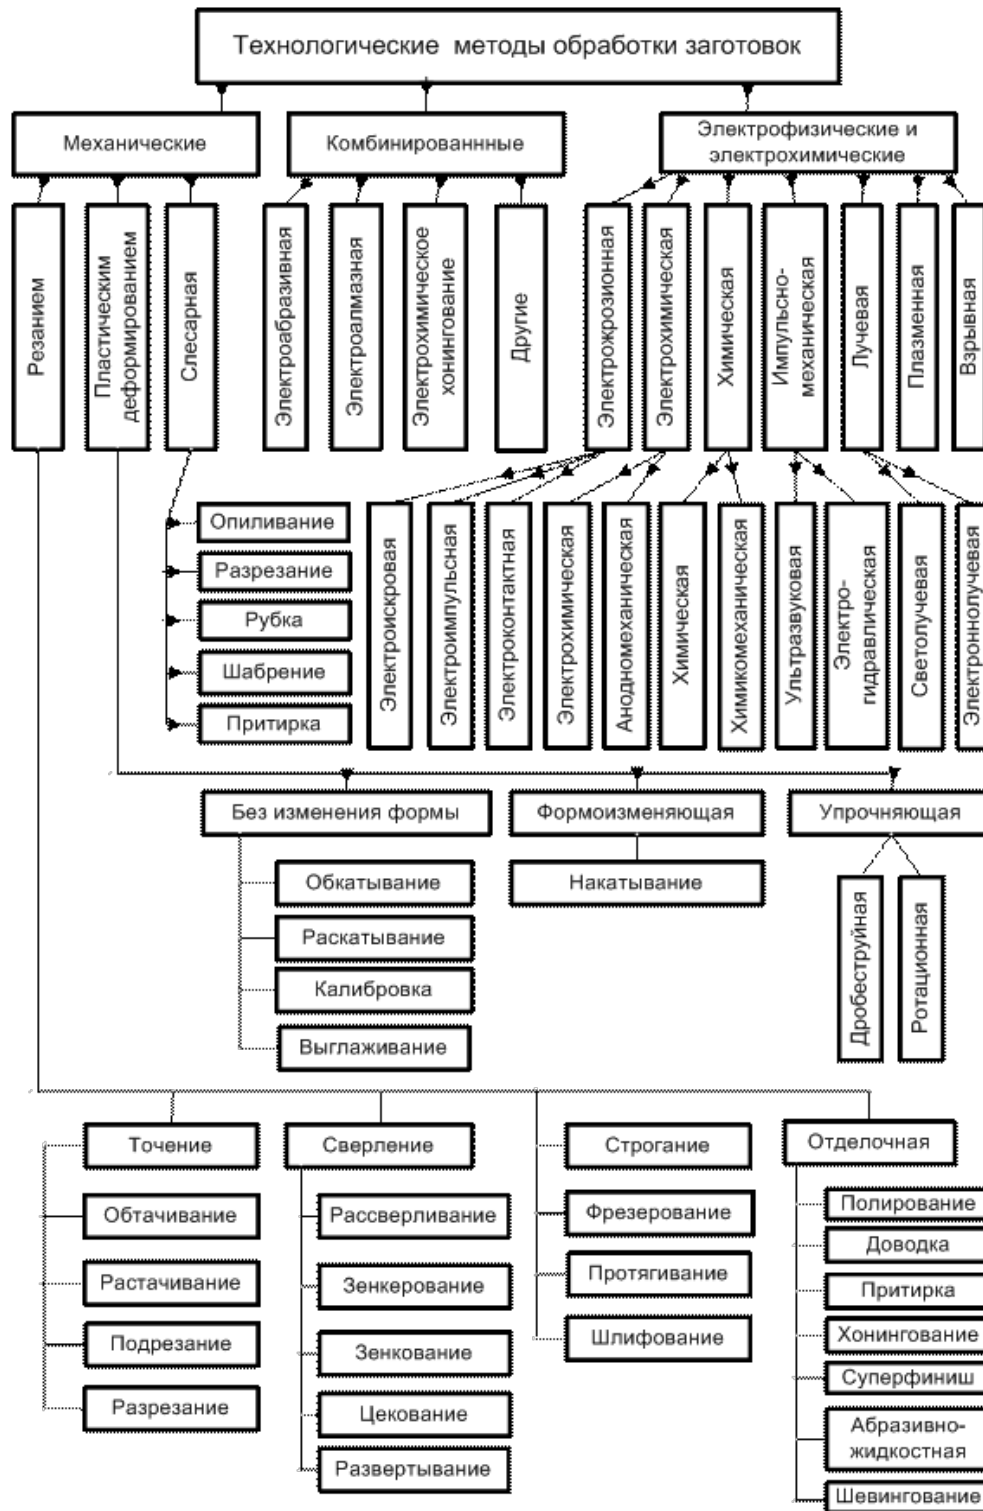 Технологические методы обработки заготовок
Механические
Комбинированнные
Электрофизические и
электрохимические
Резанием
Пластическим
деформированием
Слесарная
Электроабразивная
Электроалмазная
Электрохимическое
хонингование
Другие
Электрожрозионная
Электрохимическая
Химическая
Импульсно-
механическая
Лучевая
Плазменная
Взрывная
Опиливание
Разрезание
Рубка
Шабрение
Притирка
Электроискровая
Электроимпульсная
Электроконтактная
Электрохимическая
Анодномеханическая
Химическая
Химикомеханическая
Ультразвуковая
Электро-
гидравлическая
Светолучевая
Электроннолучевая
Без изменения формы
Формоизменяющая
Упрочняющая
Обкатывание
Раскатывание
Калибровка
Выглаживание
Накатывание
Дробеструйная
Ротационная
Точение
Обтачивание
Растачивание
Подрезание
Разрезание
Сверление
Рассверливание
Зенкерование
Зенкование
Цекование
Развертывание
Строгание
Фрезерование
Протягивание
Шлифование
Отделочная
Полирование
Доводка
Притирка
Хонингование
Суперфиниш
Абразивно-
жидкостная
Шевингование